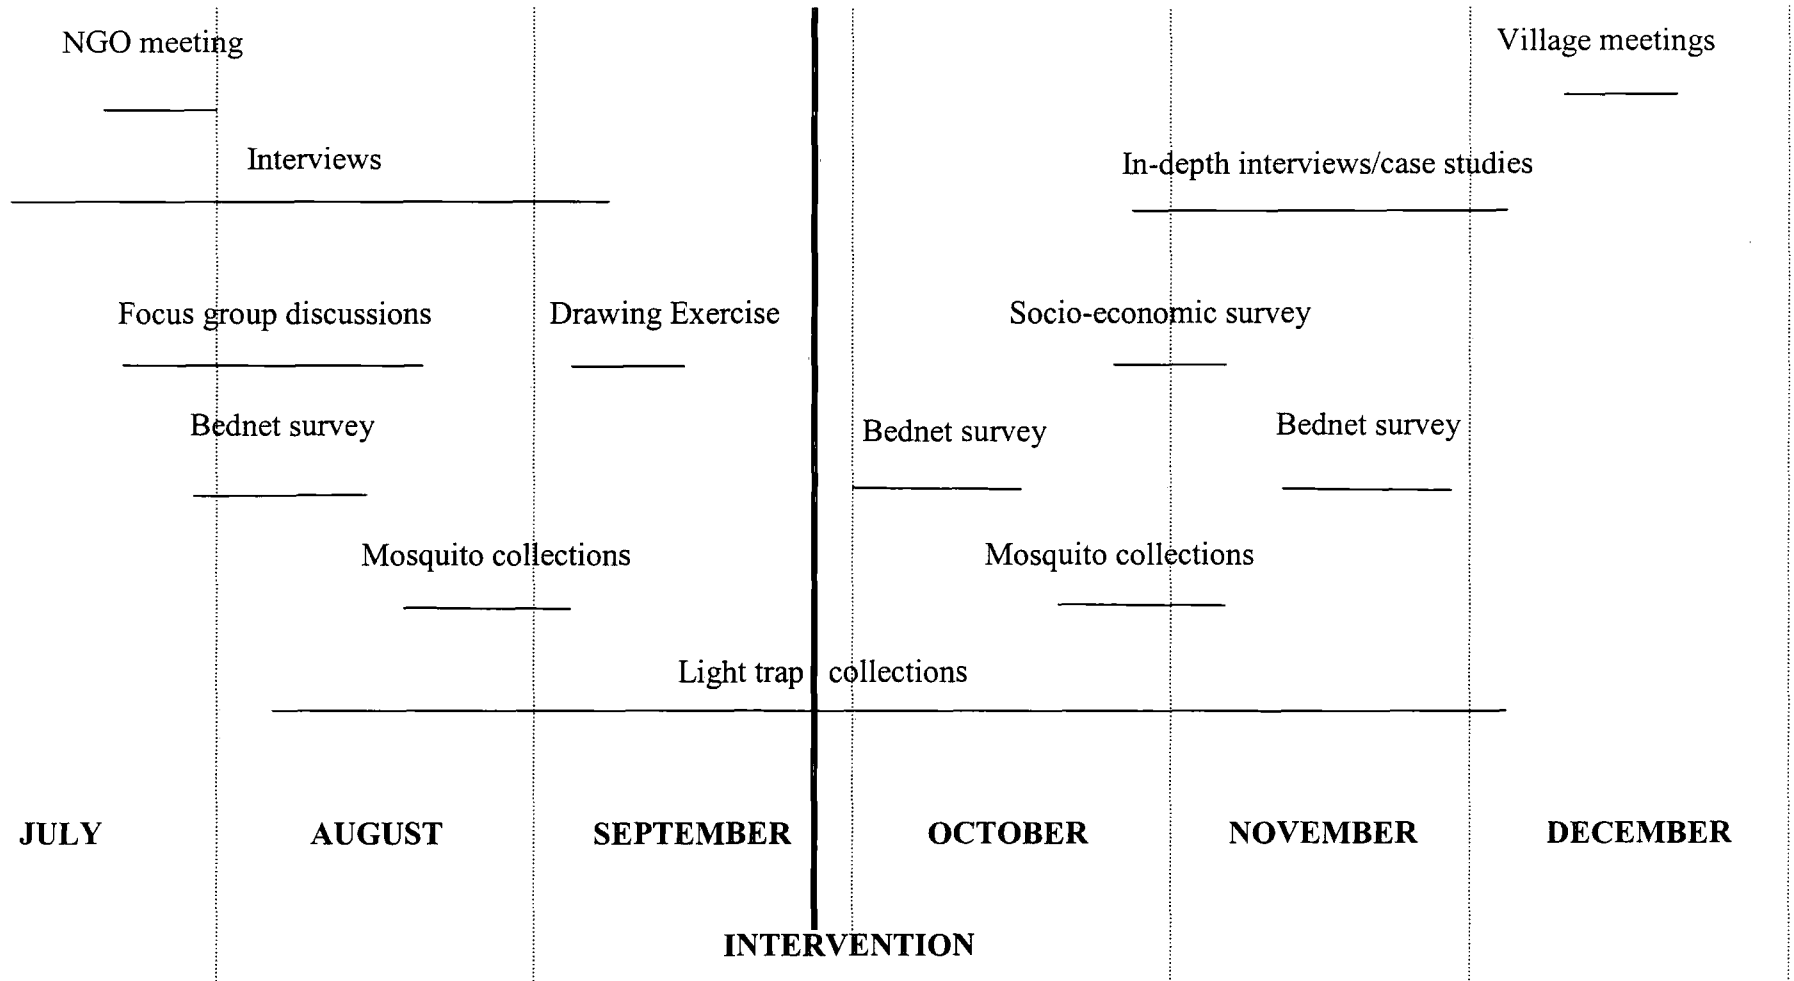 NGO meeting
Village meetings
Interviews
In-depth interviews/case studies
Focus group discussions
Drawing Exercise
Socio-economic survey
Bednet survey
Bednet survey
Bednet survey
Mosquito collections
Mosquito collections
Light trap collections
JULY
AUGUST
SEPTEMBER
OCTOBER
NOVEMBER
DECEMBER
INTERVENTION